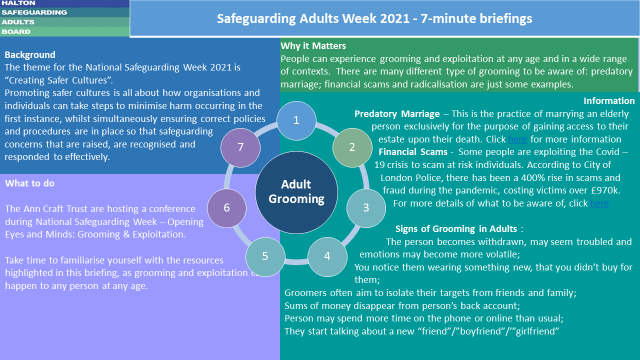 HALTON
SAFEGUARDING
ADULTS
BOARD
Safeguarding Adults Week 2021 - 7-minute briefings
Background
The theme for the National Safeguarding Week 2021 is
“Creating Safer Cultures”.
Promoting safer cultures is all about how organisations and
individuals can take steps to minimise harm occurring in the
first instance, whilst simultaneously ensuring correct policies
and procedures are in place so that safeguarding
concerns that are raised, are recognised and
responded to effectively.
Why it Matters
People can experience grooming and exploitation at any age and in a wide range
of contexts. There are many different type of grooming to be aware of: predatory
marriage; financial scams and radicalisation are just some examples.
Information
Predatory Marriage – This is the practice of marrying an elderly
person exclusively for the purpose of gaining access to their
estate upon their death. Click here for more information
Financial Scams - Some people are exploiting the Covid –
19 crisis to scam at risk individuals. According to City of
London Police, there has been a 400% rise in scams and
fraud during the pandemic, costing victims over £970k.
For more details of what to be aware of, click here
Signs of Grooming in Adults :
The person becomes withdrawn, may seem troubled and
emotions may become more volatile;
You notice them wearing something new, that you didn’t buy for
them;
Groomers often aim to isolate their targets from friends and family;
Sums of money disappear from person’s back account;
Person may spend more time on the phone or online than usual;
They start talking about a new “friend”/”boyfriend”/”girlfriend”
What to do
The Ann Craft Trust are hosting a conference
during National Safeguarding Week – Opening
Eyes and Minds: Grooming & Exploitation.
Take time to familiarise yourself with the resources
highlighted in this briefing, as grooming and exploitation
happen to any person at any age.
Adult
Grooming
1
2
3
4
5
6
7